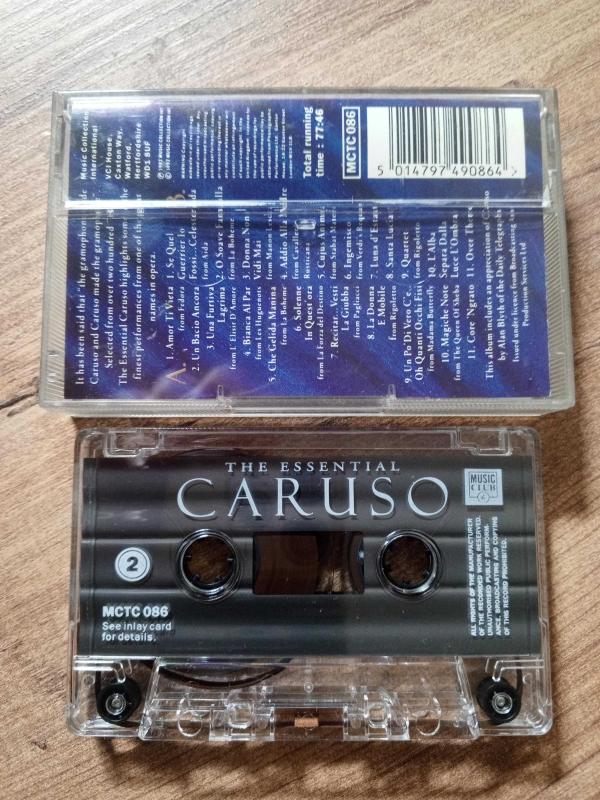 It has been said that 'the gramophone
Caruso and Caruso made the
Selected from over two hundred
The Essential Caruso highlights some the
finest performances from one of the
names in opera.
A.
1. Amor Ti Vieta
from Fedora
2. Un Bacio Ancora
3. Una Furtiva
Lagrima
from L'Elisir D'Amore
4. Bianca Al Par
from Les Huguenots
5. Che Gelida Manina
from La Boheme
6. Solenne
In Quest'ora
from La Forza del Destino
7. Recitar.. Vesti
La Giubba
from Pagliacci
8. La Donna
E Mobile
from Rigoletto
9. Un Po Di Vero C'e...
Oh Quanti Occhi Fisi
from Madama Butterfly
10. Magiche Note
from The Queen Of Sheba
11. Core 'Ngrato
B.
1. Se Quel
Guerrier Io
Fossi.. Celeste Aida
from Aida
2. O Soave Fanciulla
from La Boheme
3. Donna Non
Vidi Mai
from Manon
4. Addio Alla Madre
from
5. Cujus
from Stabat Mater
6. Ingemisco
from Verdi's Requiem
7. Luna d'Estate
8. Santa Lucia
9. Quartet
from Rigoletto
10. L'Alba
Separa Dalla
Luce L'Ombra
11. Over There
This album includes an appreciation of Caruso
by Alan Blyth of the Daily Telegraph
Issued under licence from Broadcasting
Production Services Ltd
Music Collection
International
VCI House,
Caxton Way,
Watford,
Hertfordshire
WD1 8UF
Total running
time : 77:46
MCTC 086
5 014797 490864 >
THE ESSENTIAL
CARUSO
MUSIC
CLUB
2
MCTC 086
See inlay card
for details.
ALL RIGHTS OF THE MANUFACTURER
OF THE RECORDED WORK RESERVED.
UNAUTHORISED PUBLIC PERFORM-
ANCE, BROADCASTING AND COPYING
OF THIS RECORD PROHIBITED.